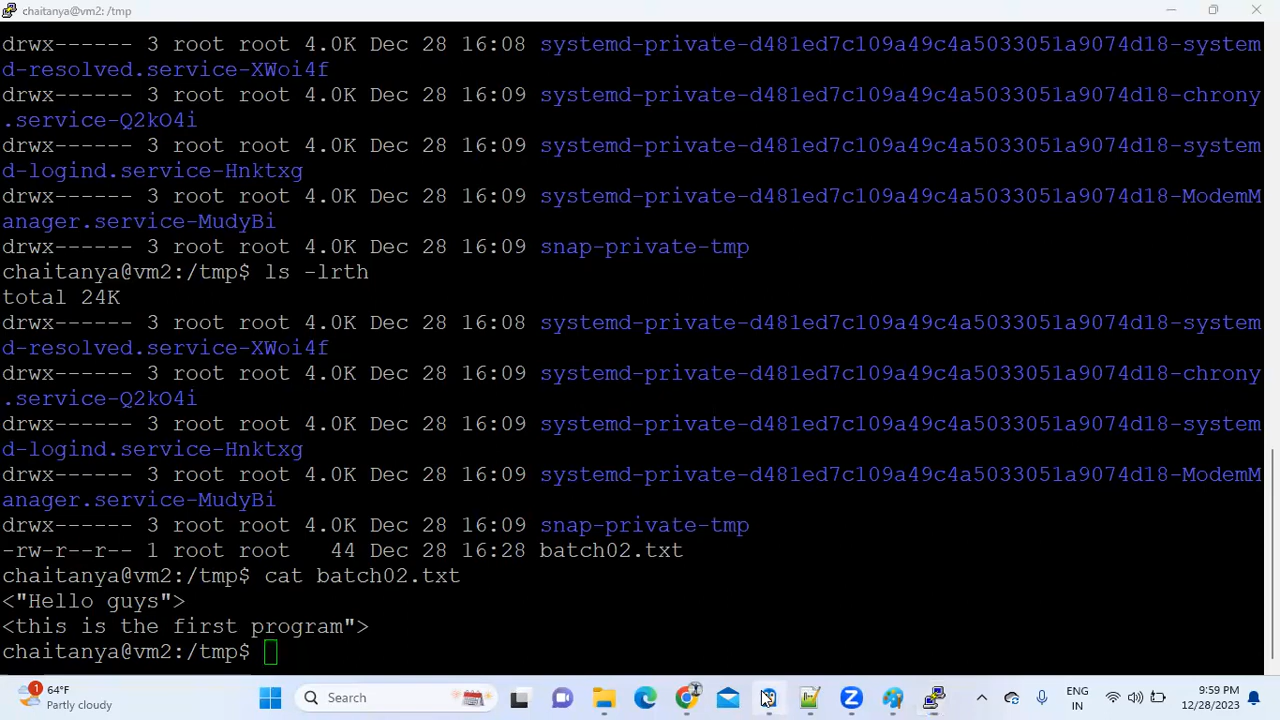 chaitanya@vm2: /tmp
drwx------ 3 root root 4.0K Dec 28 16:08 systemd-private-d481ed7c109a49c4a5033051a9074d18-system
d-resolved.service-XWoi4f
drwx------ 3 root root 4.0K Dec 28 16:09 systemd-private-d481ed7c109a49c4a5033051a9074d18-chrony
.service-Q2kO4i
drwx------ 3 root root 4.0K Dec 28 16:09 systemd-private-d481ed7c109a49c4a5033051a9074d18-system
d-logind.service-Hnktxg
drwx------ 3 root root 4.0K Dec 28 16:09 systemd-private-d481ed7c109a49c4a5033051a9074d18-ModemM
anager.service-MudyBi
drwx------ 3 root root 4.0K Dec 28 16:09 snap-private-tmp
chaitanya@vm2:/tmp$ ls -lrth
total 24K
drwx------ 3 root root 4.0K Dec 28 16:08 systemd-private-d481ed7c109a49c4a5033051a9074d18-system
d-resolved.service-XWoi4f
drwx------ 3 root root 4.0K Dec 28 16:09 systemd-private-d481ed7c109a49c4a5033051a9074d18-chrony
.service-Q2kO4i
drwx------ 3 root root 4.0K Dec 28 16:09 systemd-private-d481ed7c109a49c4a5033051a9074d18-system
d-logind.service-Hnktxg
drwx------ 3 root root 4.0K Dec 28 16:09 systemd-private-d481ed7c109a49c4a5033051a9074d18-ModemM
anager.service-MudyBi
drwx------ 3 root root 4.0K Dec 28 16:09 snap-private-tmp
-rw-r--r-- 1 root root   44 Dec 28 16:28 batch02.txt
chaitanya@vm2:/tmp$ cat batch02.txt
<"Hello guys">
<this is the first program">
chaitanya@vm2:/tmp$
1
64°F
Partly cloudy
Search
ENG
IN
9:59 PM
12/28/2023